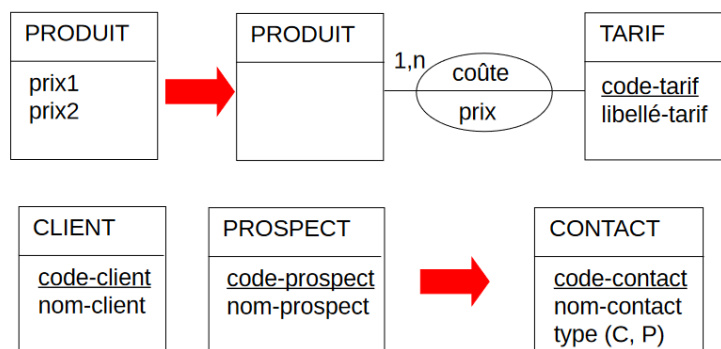 PRODUIT
prix1
prix2
PRODUIT
1,n
coûte
prix
TARIF
code-tarif
libellé-tarif
CLIENT
code-client
nom-client
PROSPECT
code-prospect
nom-prospect
CONTACT
code-contact
nom-contact
type (C, P)